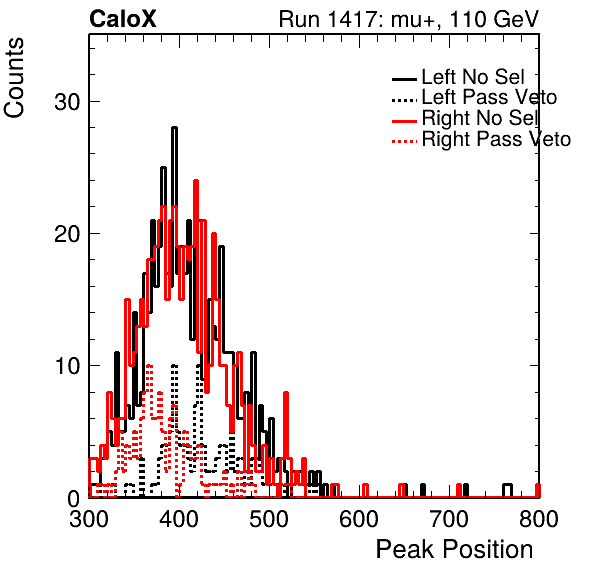 CaloX Run 1417: mu+, 110 GeV
Counts
Left No Sel
Left Pass Veto
Right No Sel
Right Pass Veto
30
20
10
0
300 400 500 600 700 800
Peak Position